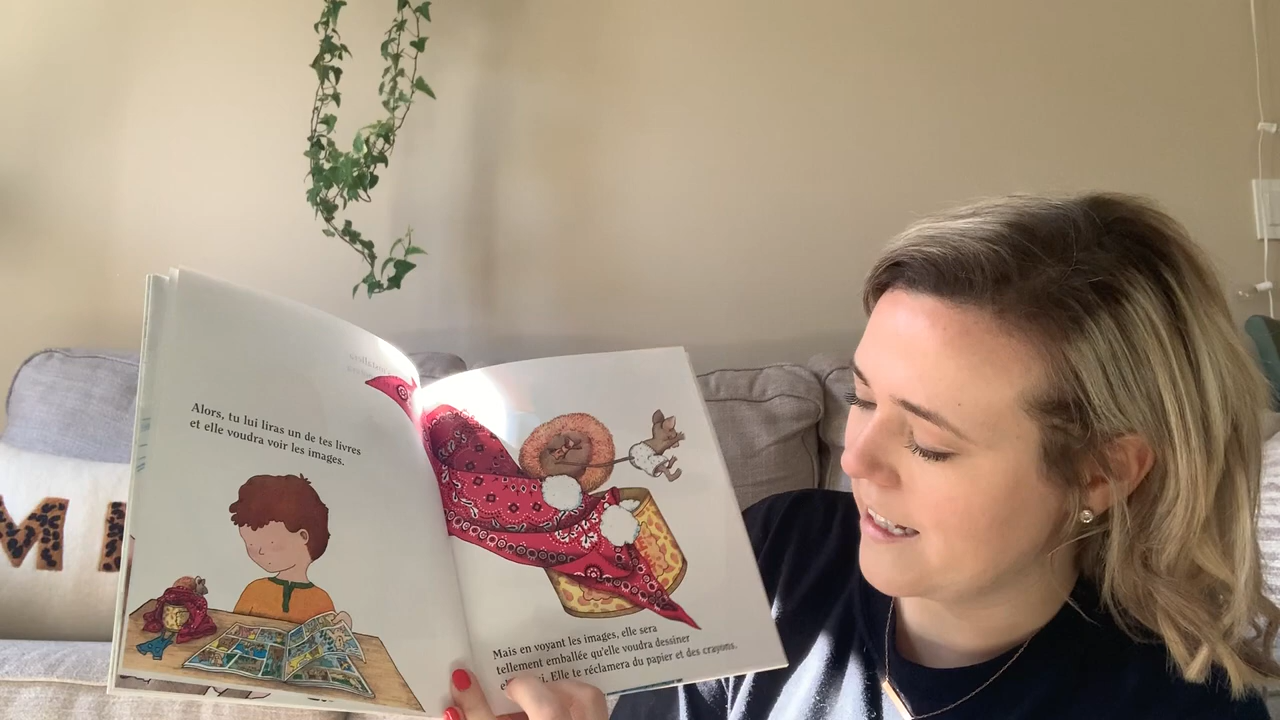 Alors, tu lui liras un de tes livres
et elle voudra voir les images.
Mais en voyant les images, elle sera
tellement emballée qu'elle voudra dessiner
Elle te réclamera du papier et des crayons.
M